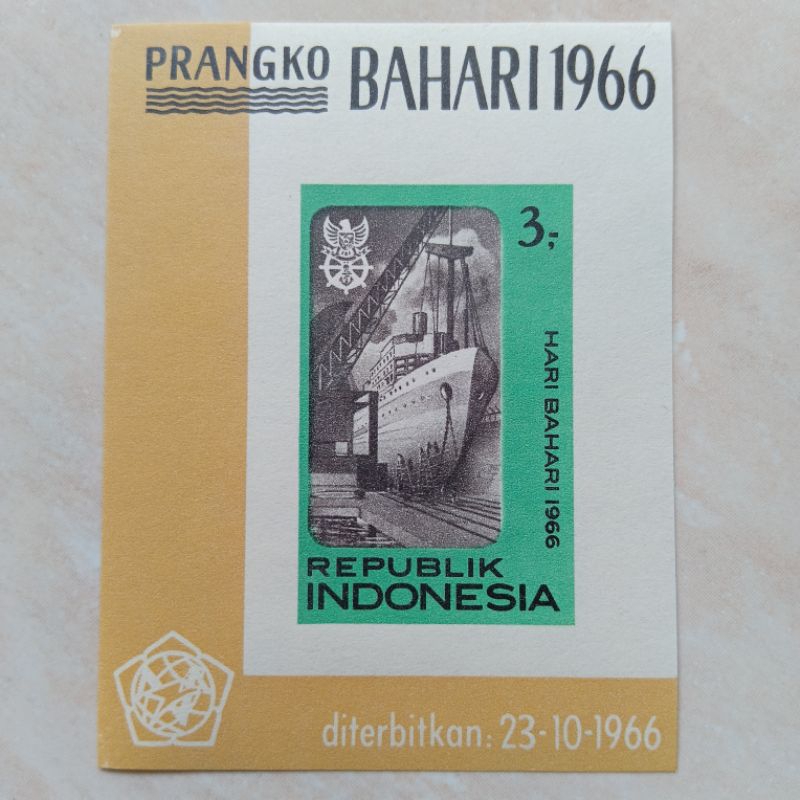 PRANGKO BAHARI 1966
3,-
HARI BAHARI 1966
REPUBLIK
INDONESIA
diterbitkan: 23-10-1966